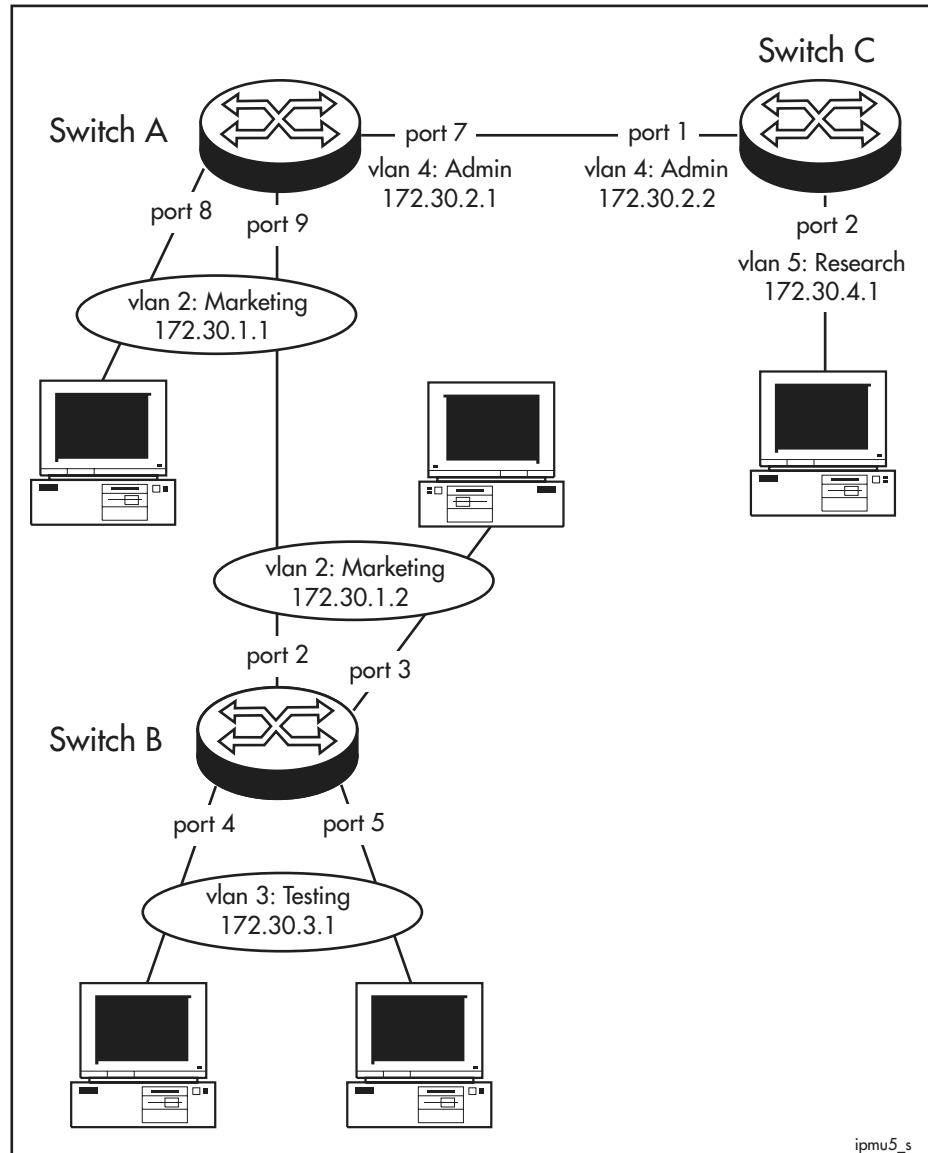 Switch C
Switch A
port 7
port 1
vlan 4: Admin
172.30.2.1
vlan 4: Admin
172.30.2.2
port 8
port 9
port 2
vlan 5: Research
172.30.4.1
vlan 2: Marketing
172.30.1.1
vlan 2: Marketing
172.30.1.2
port 2
port 3
Switch B
port 4
port 5
vlan 3: Testing
172.30.3.1
ipmu5_s